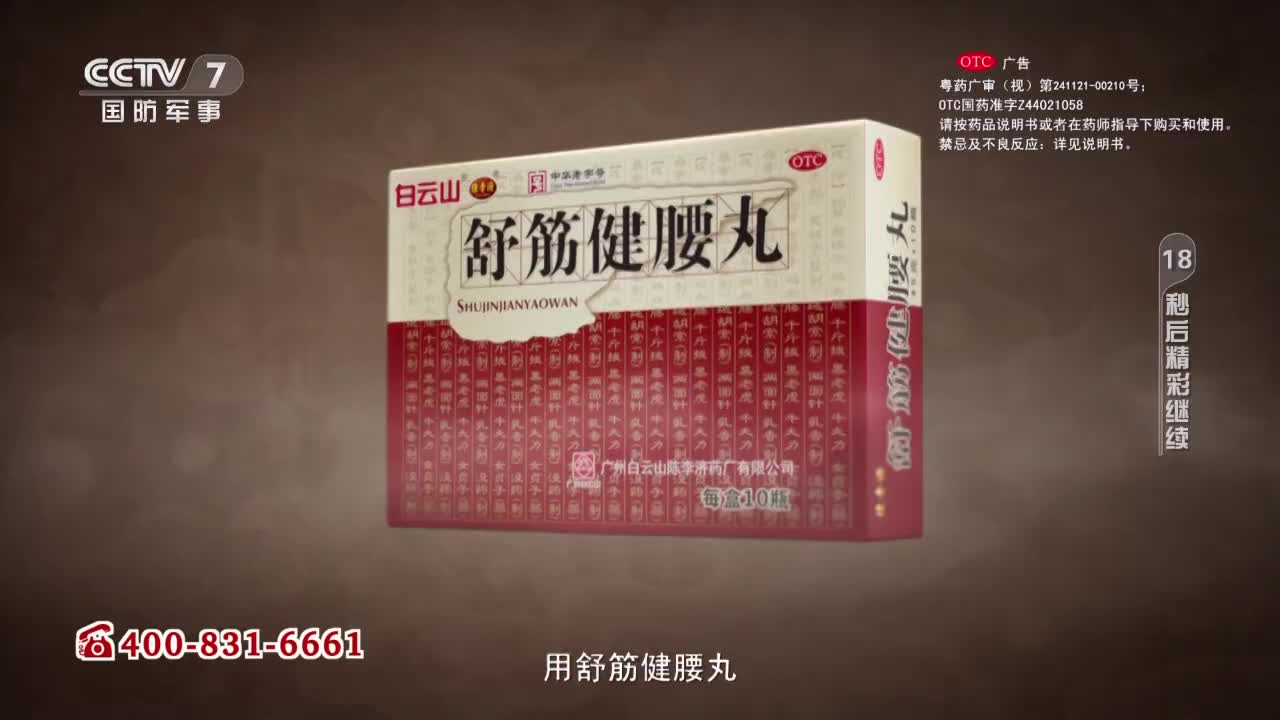 CCTV 7
国防军事
OTC 广告
粤药广审（视）第241121-00210号；
OTC国药准字Z44021058
请按药品说明书或者在药师指导下购买和使用。
禁忌及不良反应：详见说明书。
18
秒后精彩继续
白云山
中华老字号
OTC
舒筋健腰丸
SHUJINJIANYAOWAN
广州白云山陈李济药厂有限公司
每盒10瓶
OTC
舒筋健腰丸
400-831-6661
用舒筋健腰丸